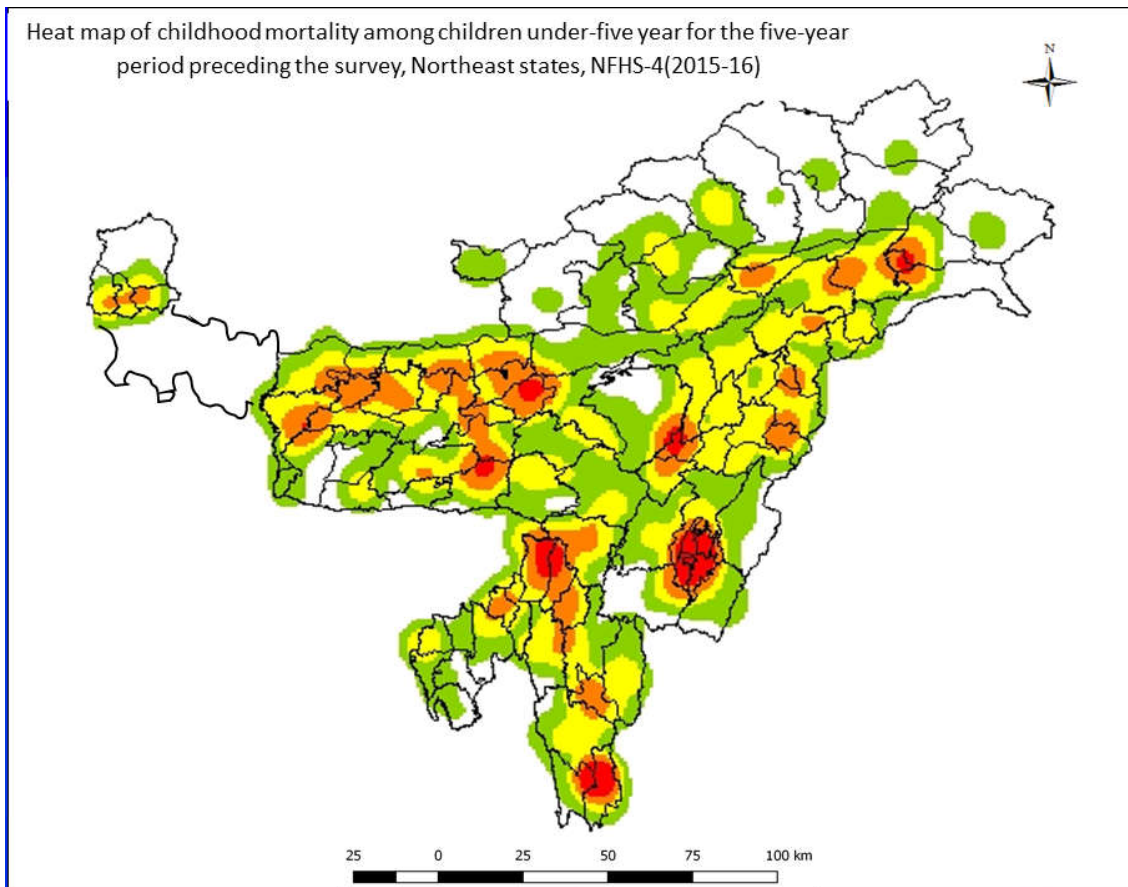 Heat map of childhood mortality among children under-five year for the five-year
period preceding the survey, Northeast states, NFHS-4(2015-16)
N
25 0 25 50 75 100 km